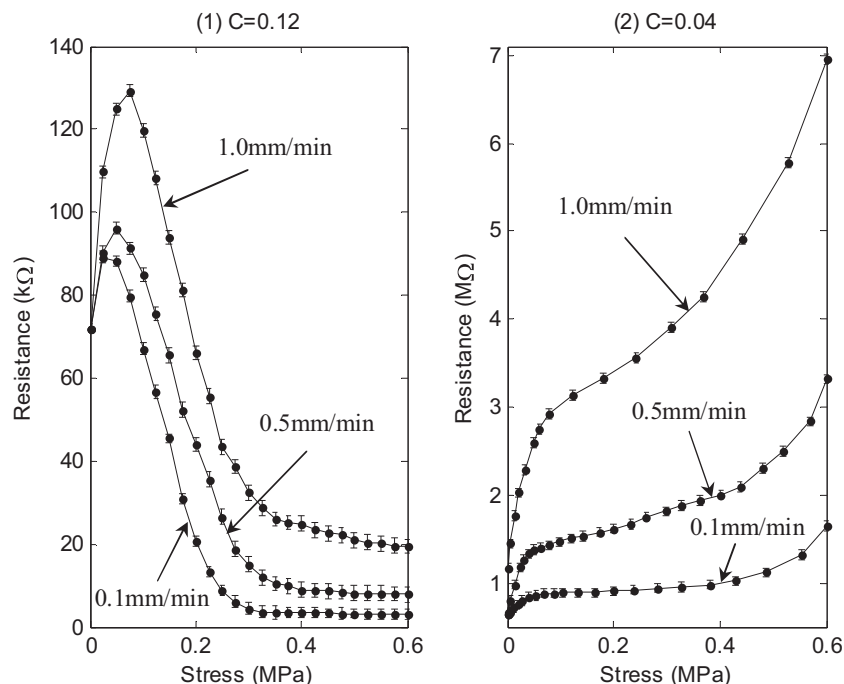 (1) C=0.12
140
120
100
80
60
40
20
0
Resistance (kΩ)
1.0mm/min
0.5mm/min
0.1mm/min
0
0.2
0.4
0.6
Stress (MPa)
(2) C=0.04
7
6
5
4
3
2
1
0
Resistance (MΩ)
1.0mm/min
0.5mm/min
0.1mm/min
0
0.2
0.4
0.6
Stress (MPa)